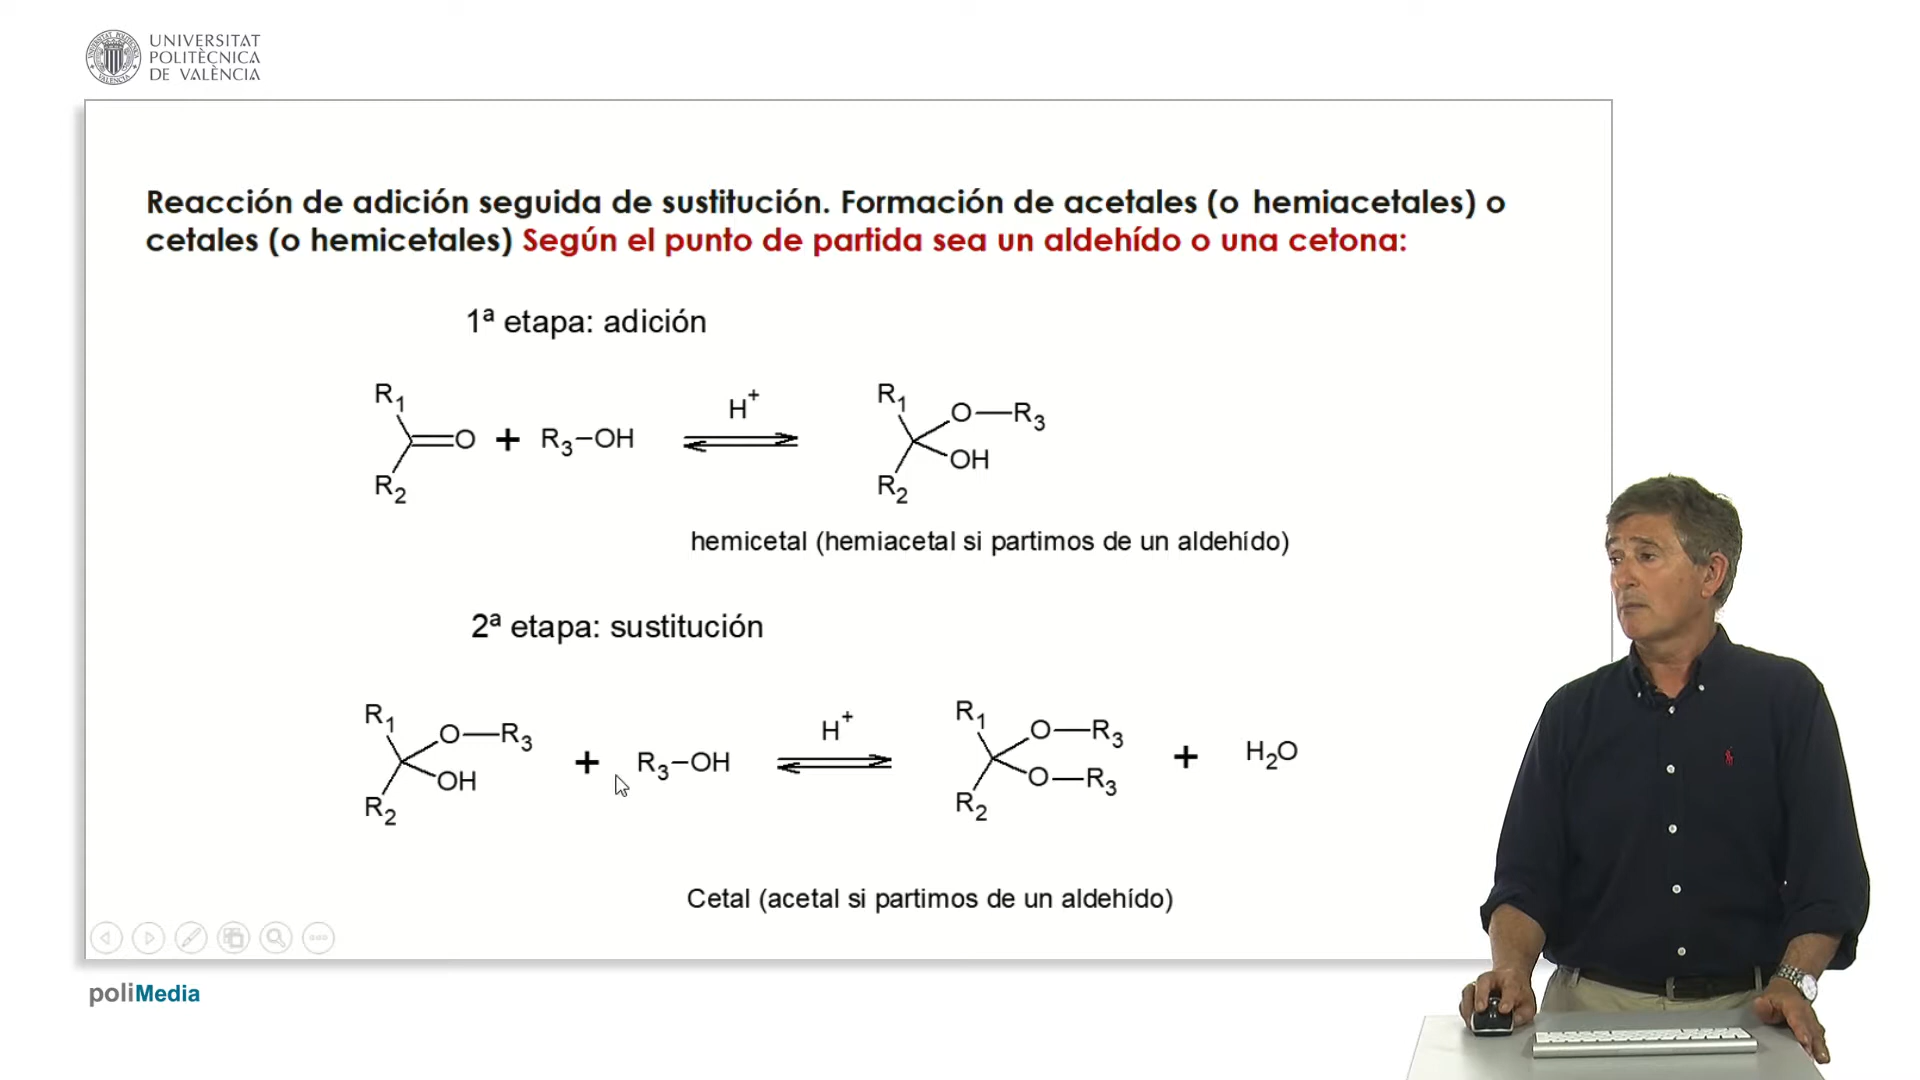 UNIVERSITAT
POLITÈCNICA
DE VALÈNCIA
Reacción de adición seguida de sustitución. Formación de acetales (o hemiacetales) o
cetales (o hemicetales) Según el punto de partida sea un aldehído o una cetona:
1ª etapa: adición
R₁ R₂ O + R₃–OH H⁺ R₁ R₂ O–R₃ OH
hemicetal (hemiacetal si partimos de un aldehído)
2ª etapa: sustitución
R₁ R₂ O–R₃ OH + R₃–OH H⁺ R₁ R₂ O–R₃ O–R₃ + H₂O
Cetal (acetal si partimos de un aldehído)
poliMedia